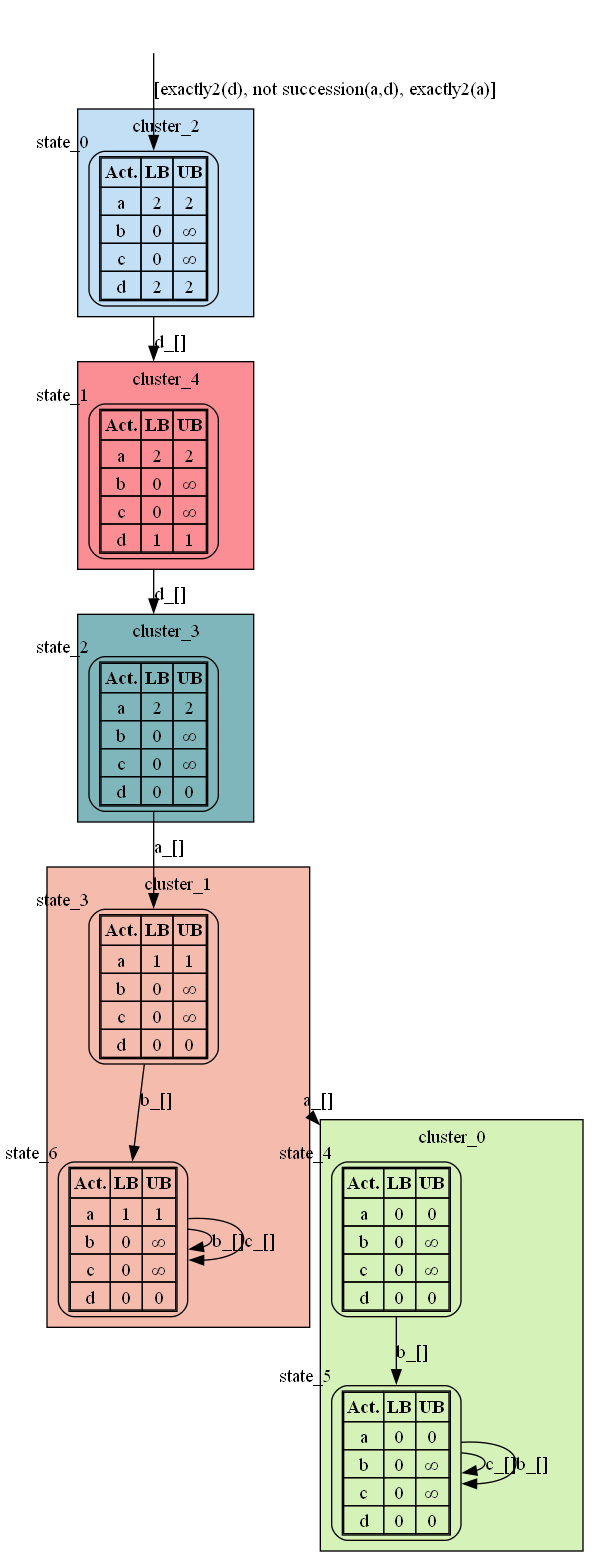 [exactly2(d), not succession(a,d), exactly2(a)]
cluster_2
state_0
Act. LB UB
a 2 2
b 0 ∞
c 0 ∞
d 2 2
d_[]
cluster_4
state_1
Act. LB UB
a 2 2
b 0 ∞
c 0 ∞
d 1 1
d_[]
cluster_3
state_2
Act. LB UB
a 2 2
b 0 ∞
c 0 ∞
d 0 0
a_[]
cluster_1
state_3
Act. LB UB
a 1 1
b 0 ∞
c 0 ∞
d 0 0
b_[]
a_[]
state_6
Act. LB UB
a 1 1
b 0 ∞
c 0 ∞
d 0 0
b_[] c_[]
cluster_0
state_4
Act. LB UB
a 0 0
b 0 ∞
c 0 ∞
d 0 0
b_[]
state_5
Act. LB UB
a 0 0
b 0 ∞
c 0 ∞
d 0 0
c_[] b_[]